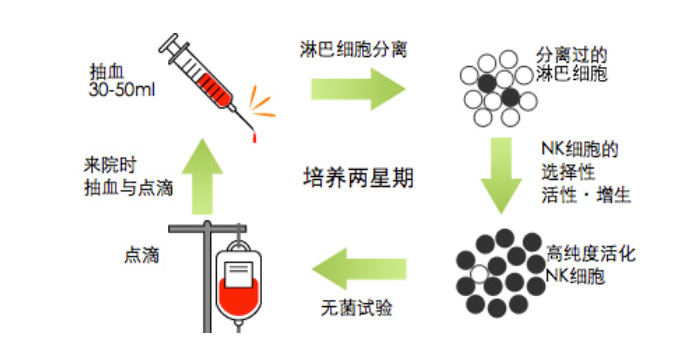 抽血
30-50ml
淋巴细胞分离
分离过的
淋巴细胞
NK细胞的
选择性
活性·增生
高纯度活化
NK细胞
无菌试验
点滴
来院时
抽血与点滴
培养两星期